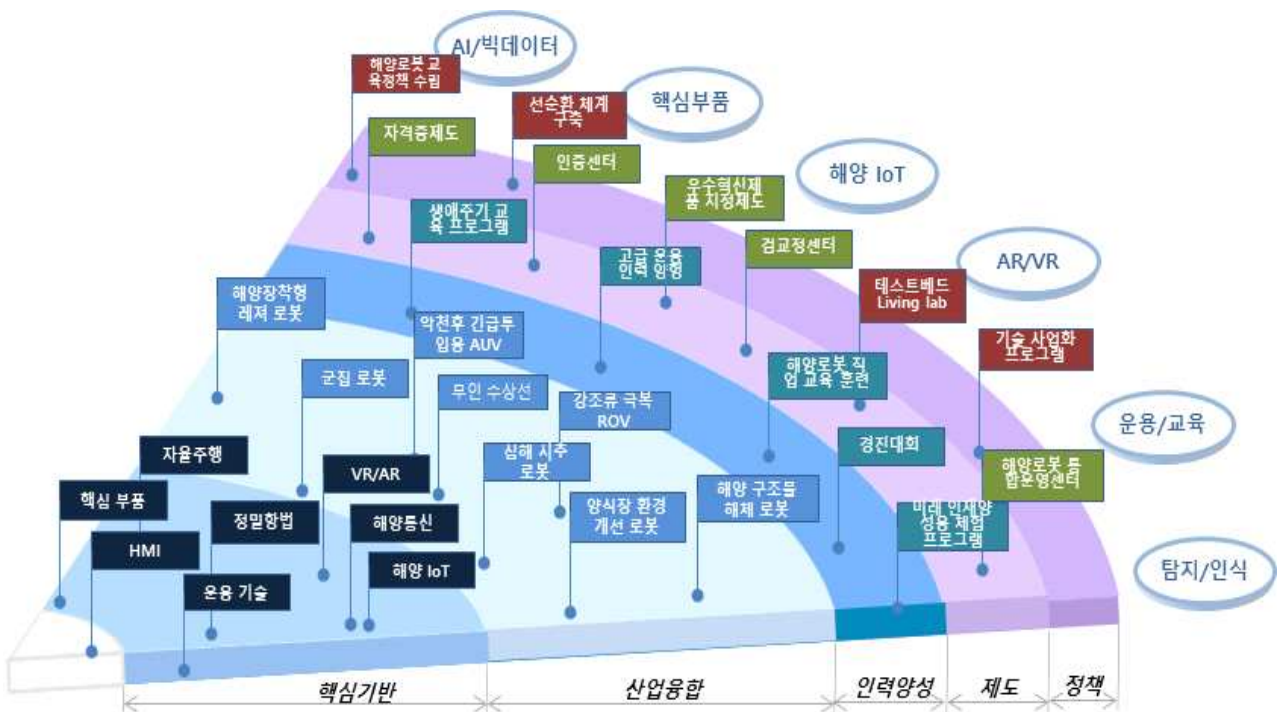 AI/빅데이터
해양로봇 교
육정책 수립
핵심부품
선순환 체계
구축
자격증제도
인증센터
해양 IoT
우수혁신제
품 지정제도
생애주기 교
육 프로그램
검교정센터
고급 운용
인력 양형
AR/VR
테스트베드
Living lab
해양장착형
레져 로봇
악천후 긴급투
입용 AUV
기술 사업화
프로그램
군집 로봇
무인 수상선
해양로봇 직
업 교육 훈련
강조류 극복
ROV
운용/교육
자율주행
VR/AR
심해 시추
로봇
경진대회
해양로봇 통
합운영센터
핵심 부품
정밀항법
해양통신
양식장 환경
개선 로봇
해양 구조물
해체 로봇
미래 인재양
성용 체험
프로그램
HMI
해양 IoT
탐지/인식
운용 기술
핵심기반
산업융합
인력양성
제도
정책